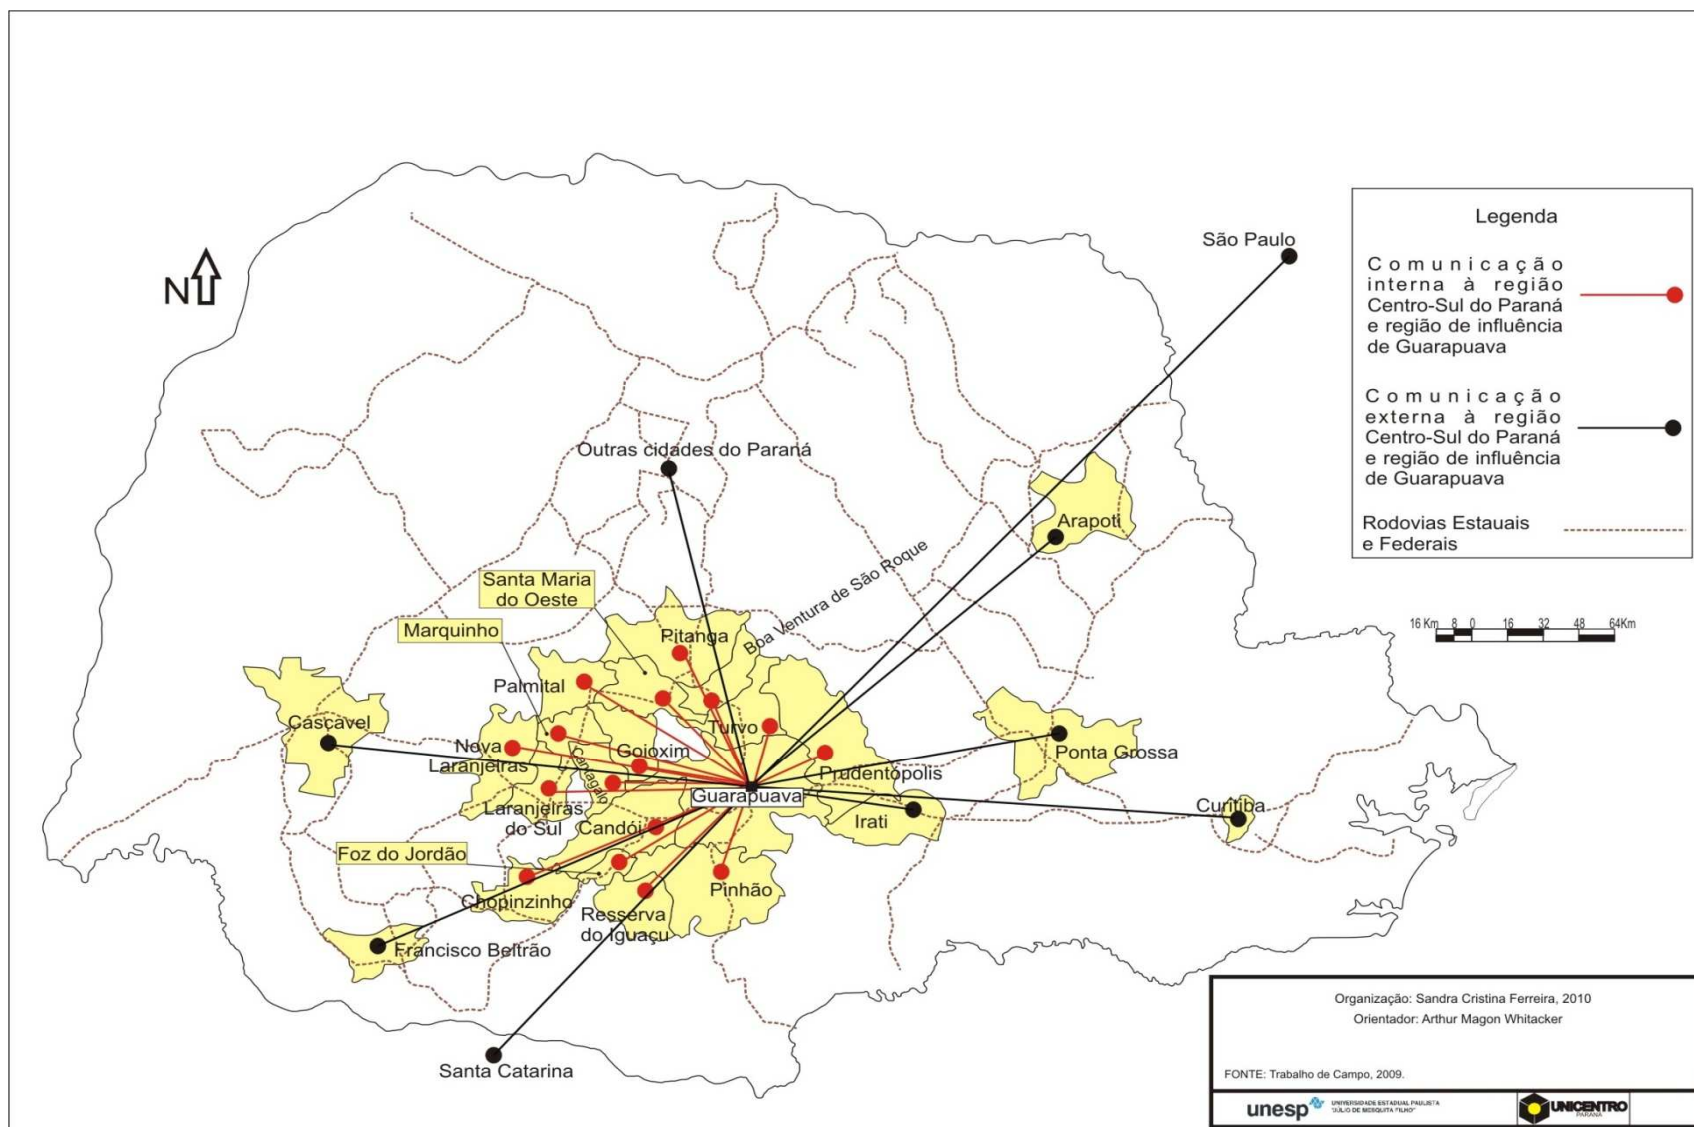 Legenda
Comunicação
interna à região
Centro-Sul do Paraná
e região de influência
de Guarapuava
Comunicação
externa à região
Centro-Sul do Paraná
e região de influência
de Guarapuava
Rodovias Estauais
e Federais
N
São Paulo
Outras cidades do Paraná
Arapoti
Boa Ventura de São Roque
Santa Maria
do Oeste
Marquinho
Pitanga
16 Km 8 0 16 32 48 64Km
Palmital
Cascavel
Turvo
Nova
Laranjeiras
Goioxim
Cantagalo
Ponta Grossa
Prudentópolis
Guarapuava
Curitiba
Laranjeiras
do Sul
Candói
Irati
Foz do Jordão
Chopinzinho
Pinhão
Resserva
do Iguaçu
Francisco Beltrão
Santa Catarina
Organização: Sandra Cristina Ferreira, 2010
Orientador: Arthur Magon Whitacker
FONTE: Trabalho de Campo, 2009.
unesp
UNIVERSIDADE ESTADUAL PAULISTA
"JÚLIO DE MESQUITA FILHO"
UNICENTRO
PARANÁ